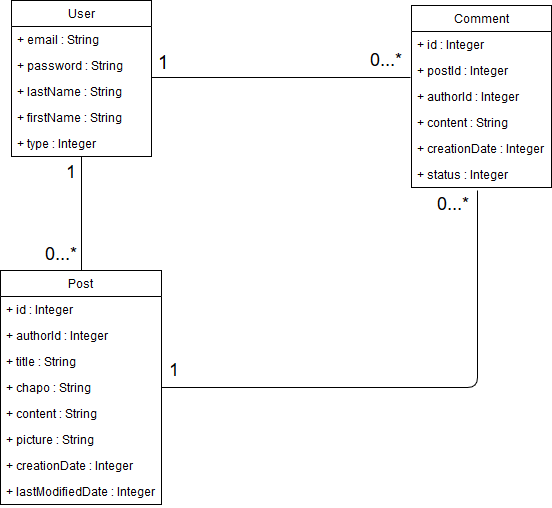 User
+ email : String
+ password : String
+ lastName : String
+ firstName : String
+ type : Integer
1
0...*
Comment
+ id : Integer
+ postId : Integer
+ authorId : Integer
+ content : String
+ creationDate : Integer
+ status : Integer
1
0...*
0...*
Post
+ id : Integer
+ authorId : Integer
+ title : String
+ chapo : String
+ content : String
+ picture : String
+ creationDate : Integer
+ lastModifiedDate : Integer
1